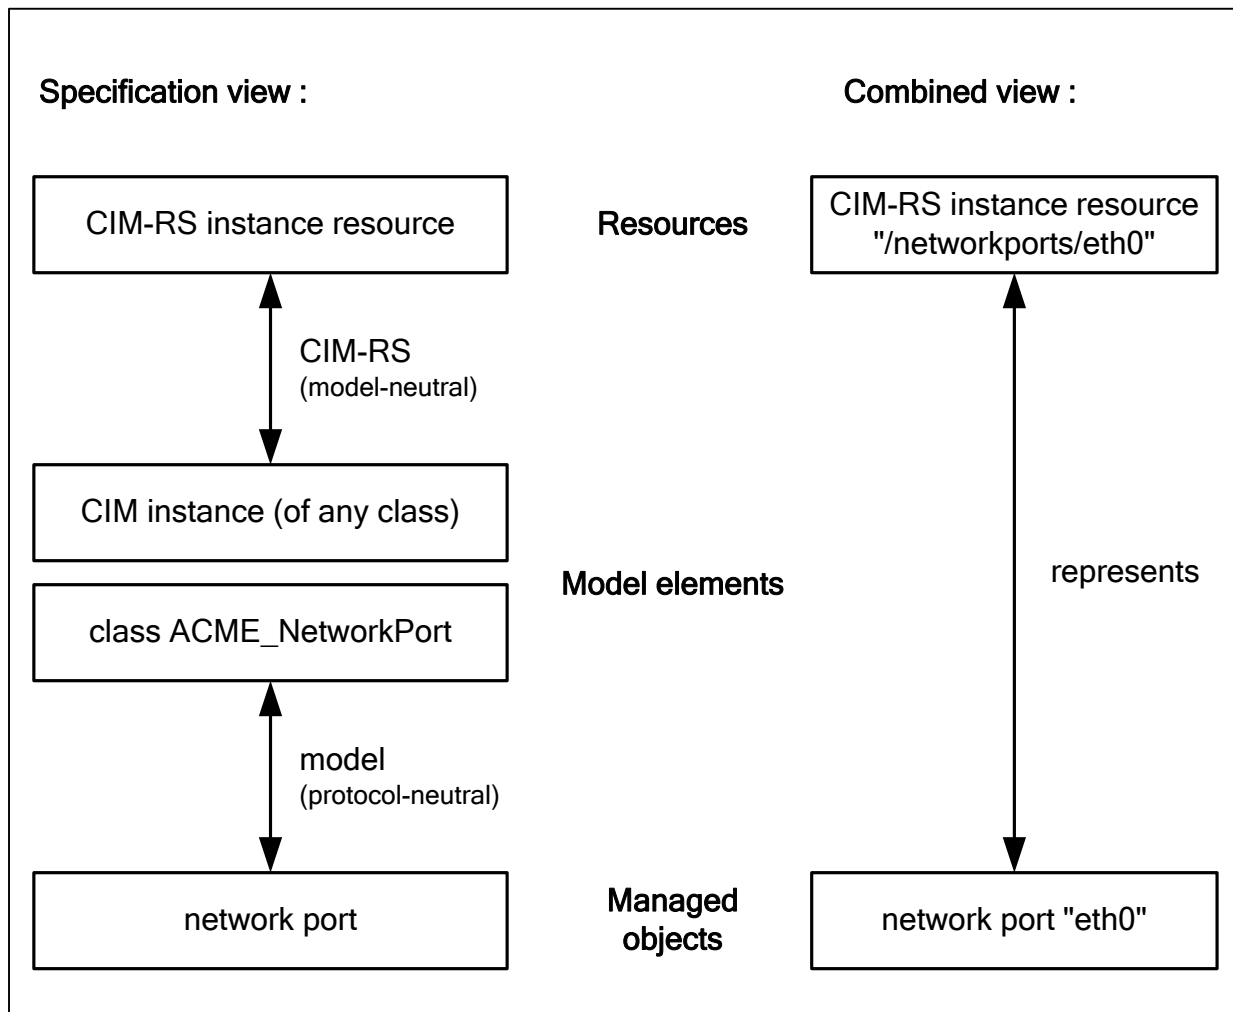 Specification view :
Combined view :
CIM-RS instance resource
Resources
CIM-RS instance resource
"/networkports/eth0"
CIM-RS
(model-neutral)
CIM instance (of any class)
Model elements
represents
class ACME_NetworkPort
model
(protocol-neutral)
network port
Managed
objects
network port "eth0"